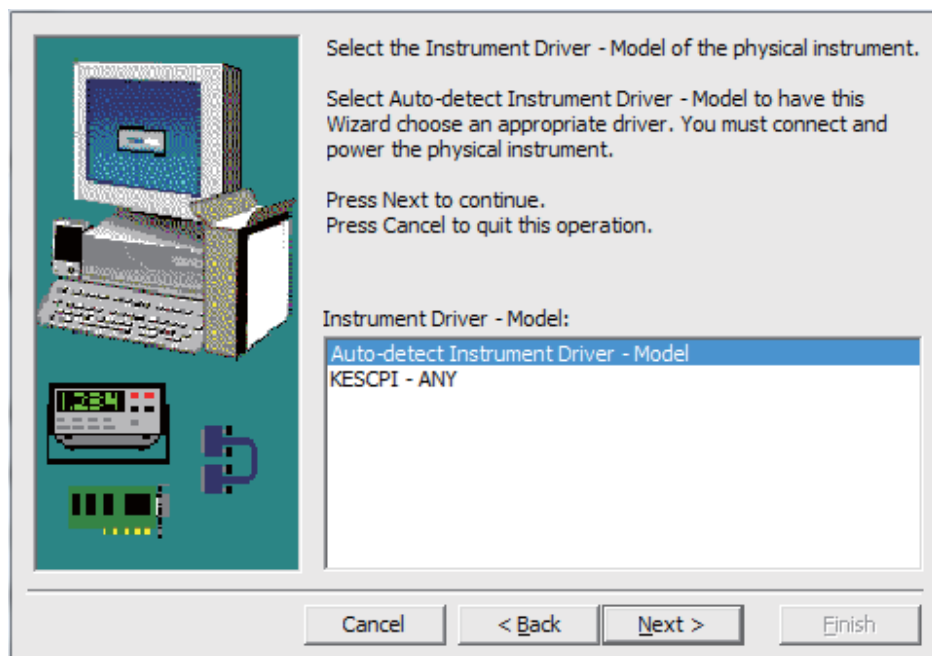 Select the Instrument Driver - Model of the physical instrument.
Select Auto-detect Instrument Driver - Model to have this
Wizard choose an appropriate driver. You must connect and
power the physical instrument.
Press Next to continue.
Press Cancel to quit this operation.
Instrument Driver - Model:
Auto-detect Instrument Driver - Model
KESCPI - ANY
1.234
Cancel
< Back
Next >
Finish